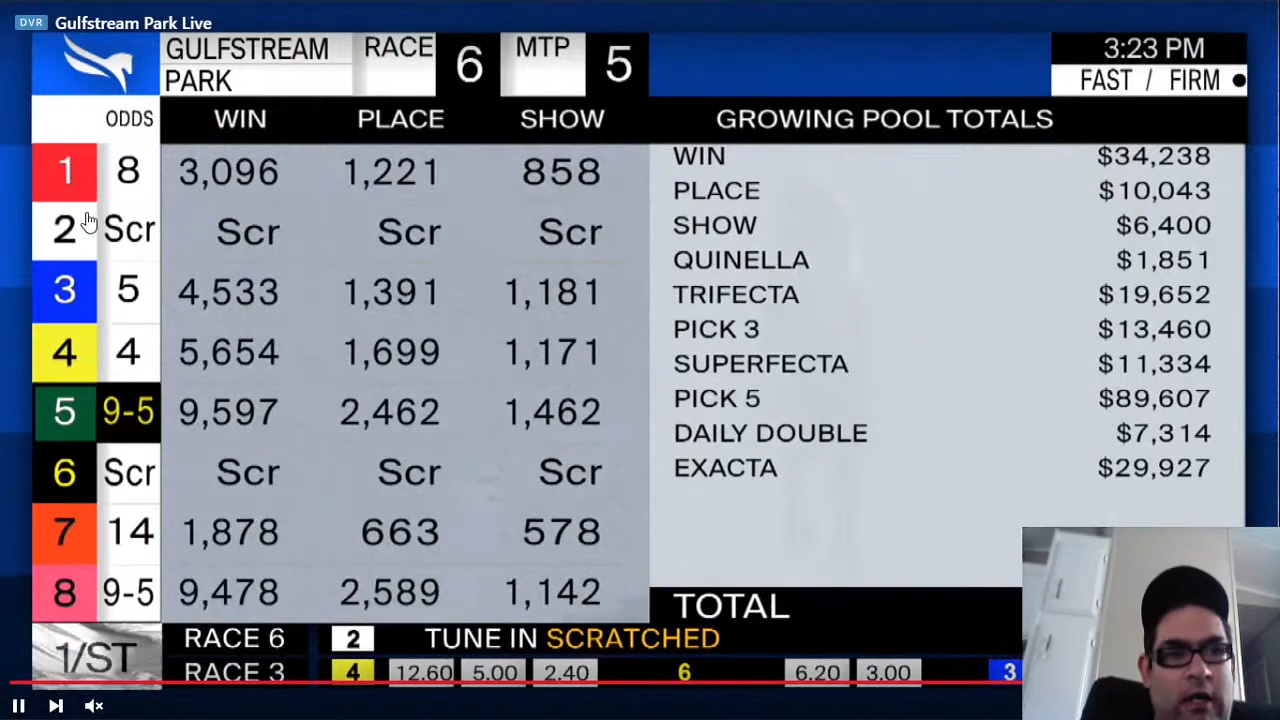 DVR Gulfstream Park Live
GULFSTREAM PARK RACE 6 MTP 5 3:23 PM
FAST / FIRM
ODDS WIN PLACE SHOW GROWING POOL TOTALS
1 8 3,096 1,221 858
2 Scr Scr Scr Scr
3 5 4,533 1,391 1,181
4 4 5,654 1,699 1,171
5 9-5 9,597 2,462 1,462
6 Scr Scr Scr Scr
7 14 1,878 663 578
8 9-5 9,478 2,589 1,142
WIN $34,238
PLACE $10,043
SHOW $6,400
QUINELLA $1,851
TRIFECTA $19,652
PICK 3 $13,460
SUPERFECTA $11,334
PICK 5 $89,607
DAILY DOUBLE $7,314
EXACTA $29,927
TOTAL
1/ST
RACE 6 2 TUNE IN SCRATCHED
RACE 3 4 12.60 5.00 2.40 6 6.20 3.00 3